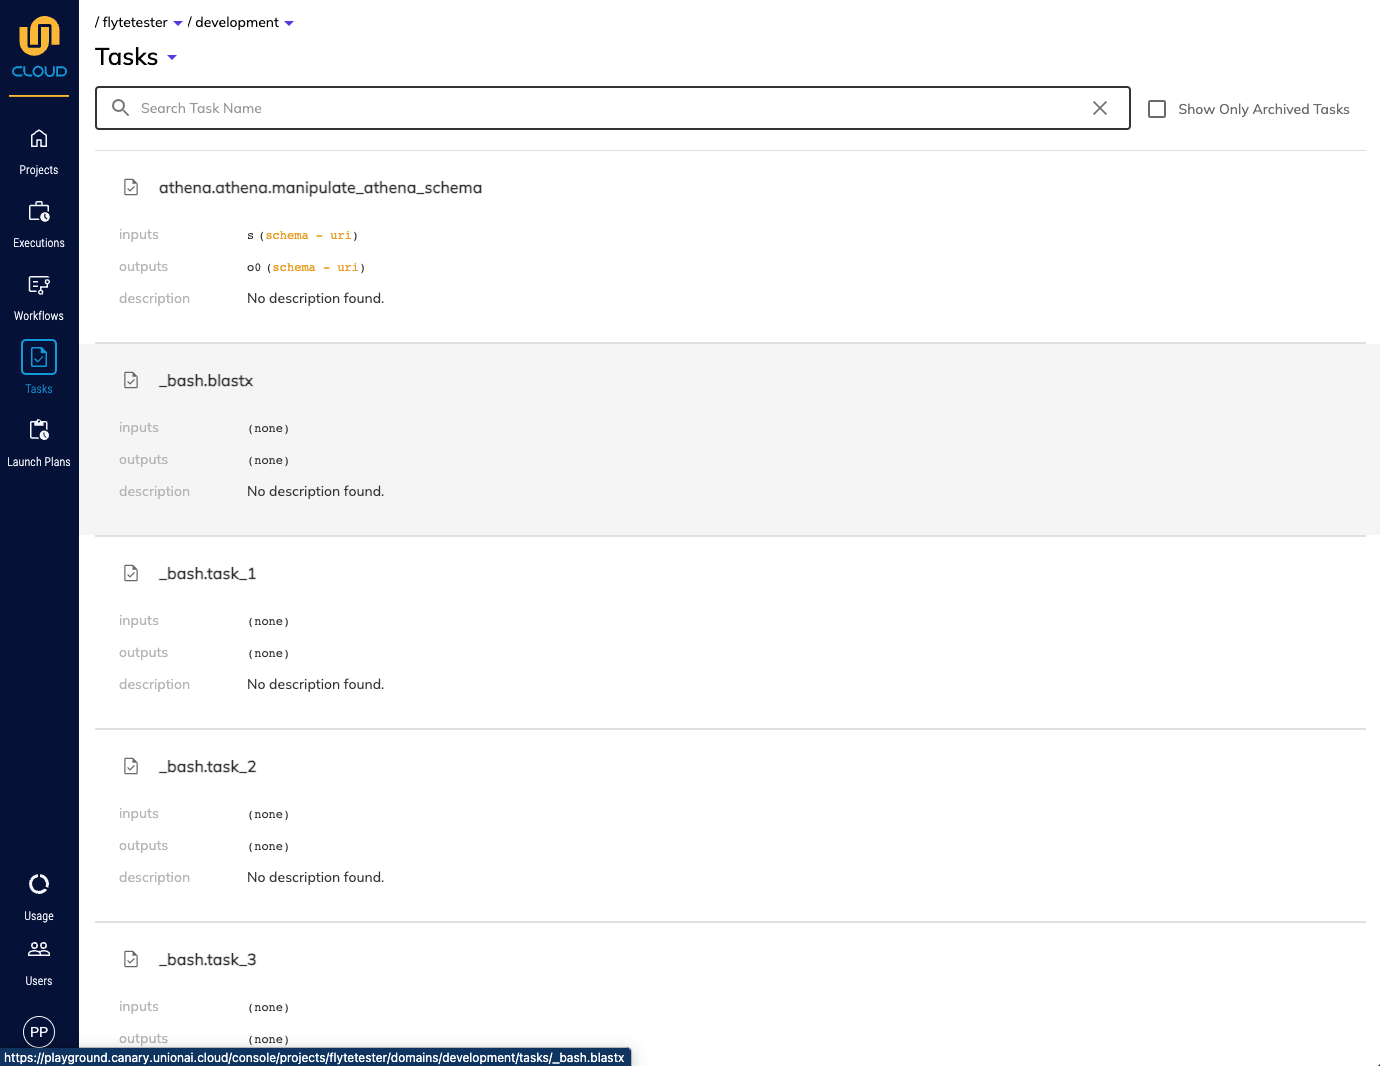 / flytetester / development
CLOUD
Tasks
Search Task Name
Show Only Archived Tasks
Projects
Executions
Workflows
Tasks
Launch Plans
Usage
Users
PP
athena.athena.manipulate_athena_schema
inputs s (schema - uri)
outputs o0 (schema - uri)
description No description found.
_bash.blastx
inputs (none)
outputs (none)
description No description found.
_bash.task_1
inputs (none)
outputs (none)
description No description found.
_bash.task_2
inputs (none)
outputs (none)
description No description found.
_bash.task_3
inputs (none)
outputs (none)
https://playground.canary.unionai.cloud/console/projects/flytetester/domains/development/tasks/_bash.blastx